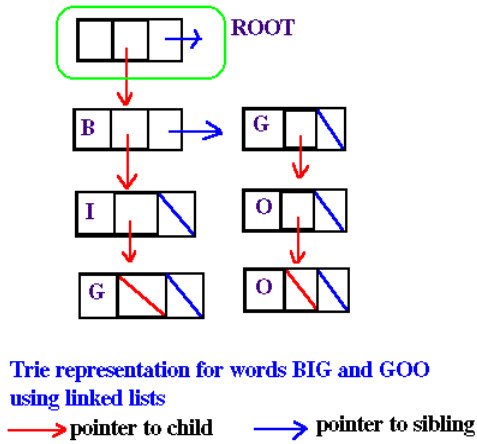 ROOT
B G
I O
G O
Trie representation for words BIG and GOO
using linked lists
pointer to child pointer to sibling